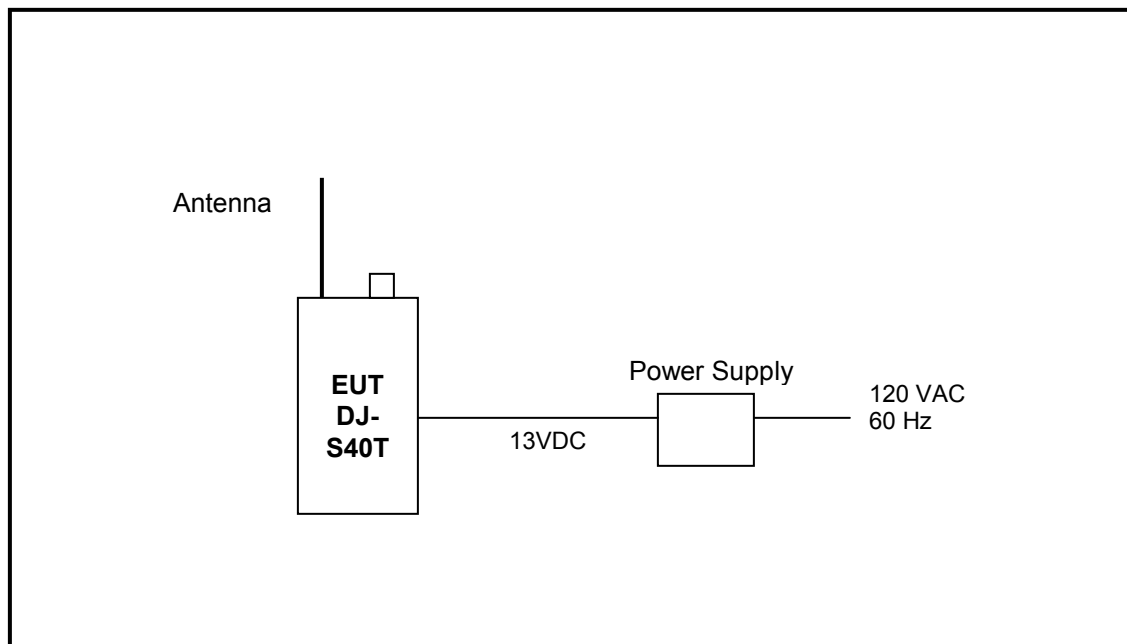 Antenna
EUT
DJ-
S40T
13VDC
Power Supply
120 VAC
60 Hz